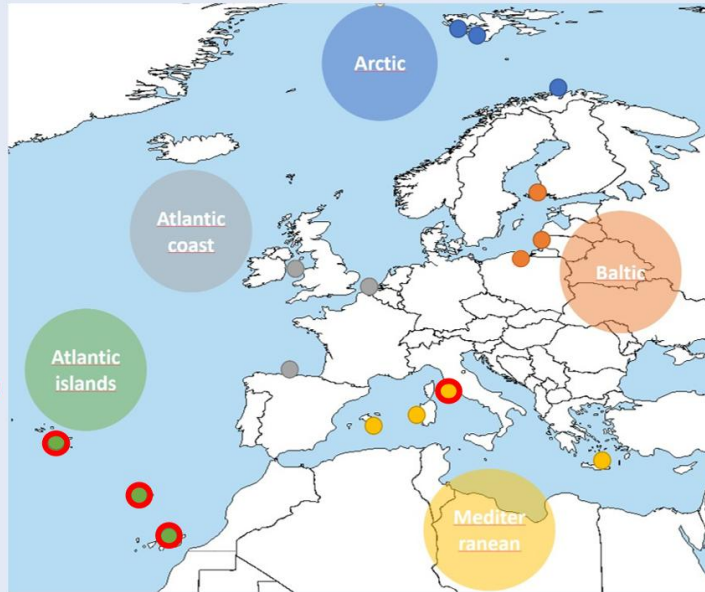 Arctic
Atlantic
coast
Baltic
Atlantic
islands
Mediter
ranean